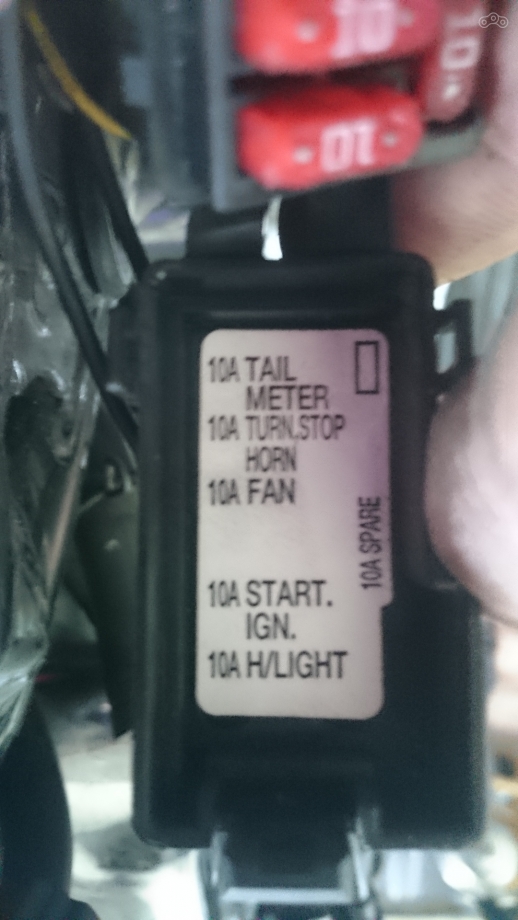 10
10
10
10A TAIL
METER
10A TURN,STOP
HORN
10A FAN
10A SPARE
10A START.
IGN.
10A H/LIGHT